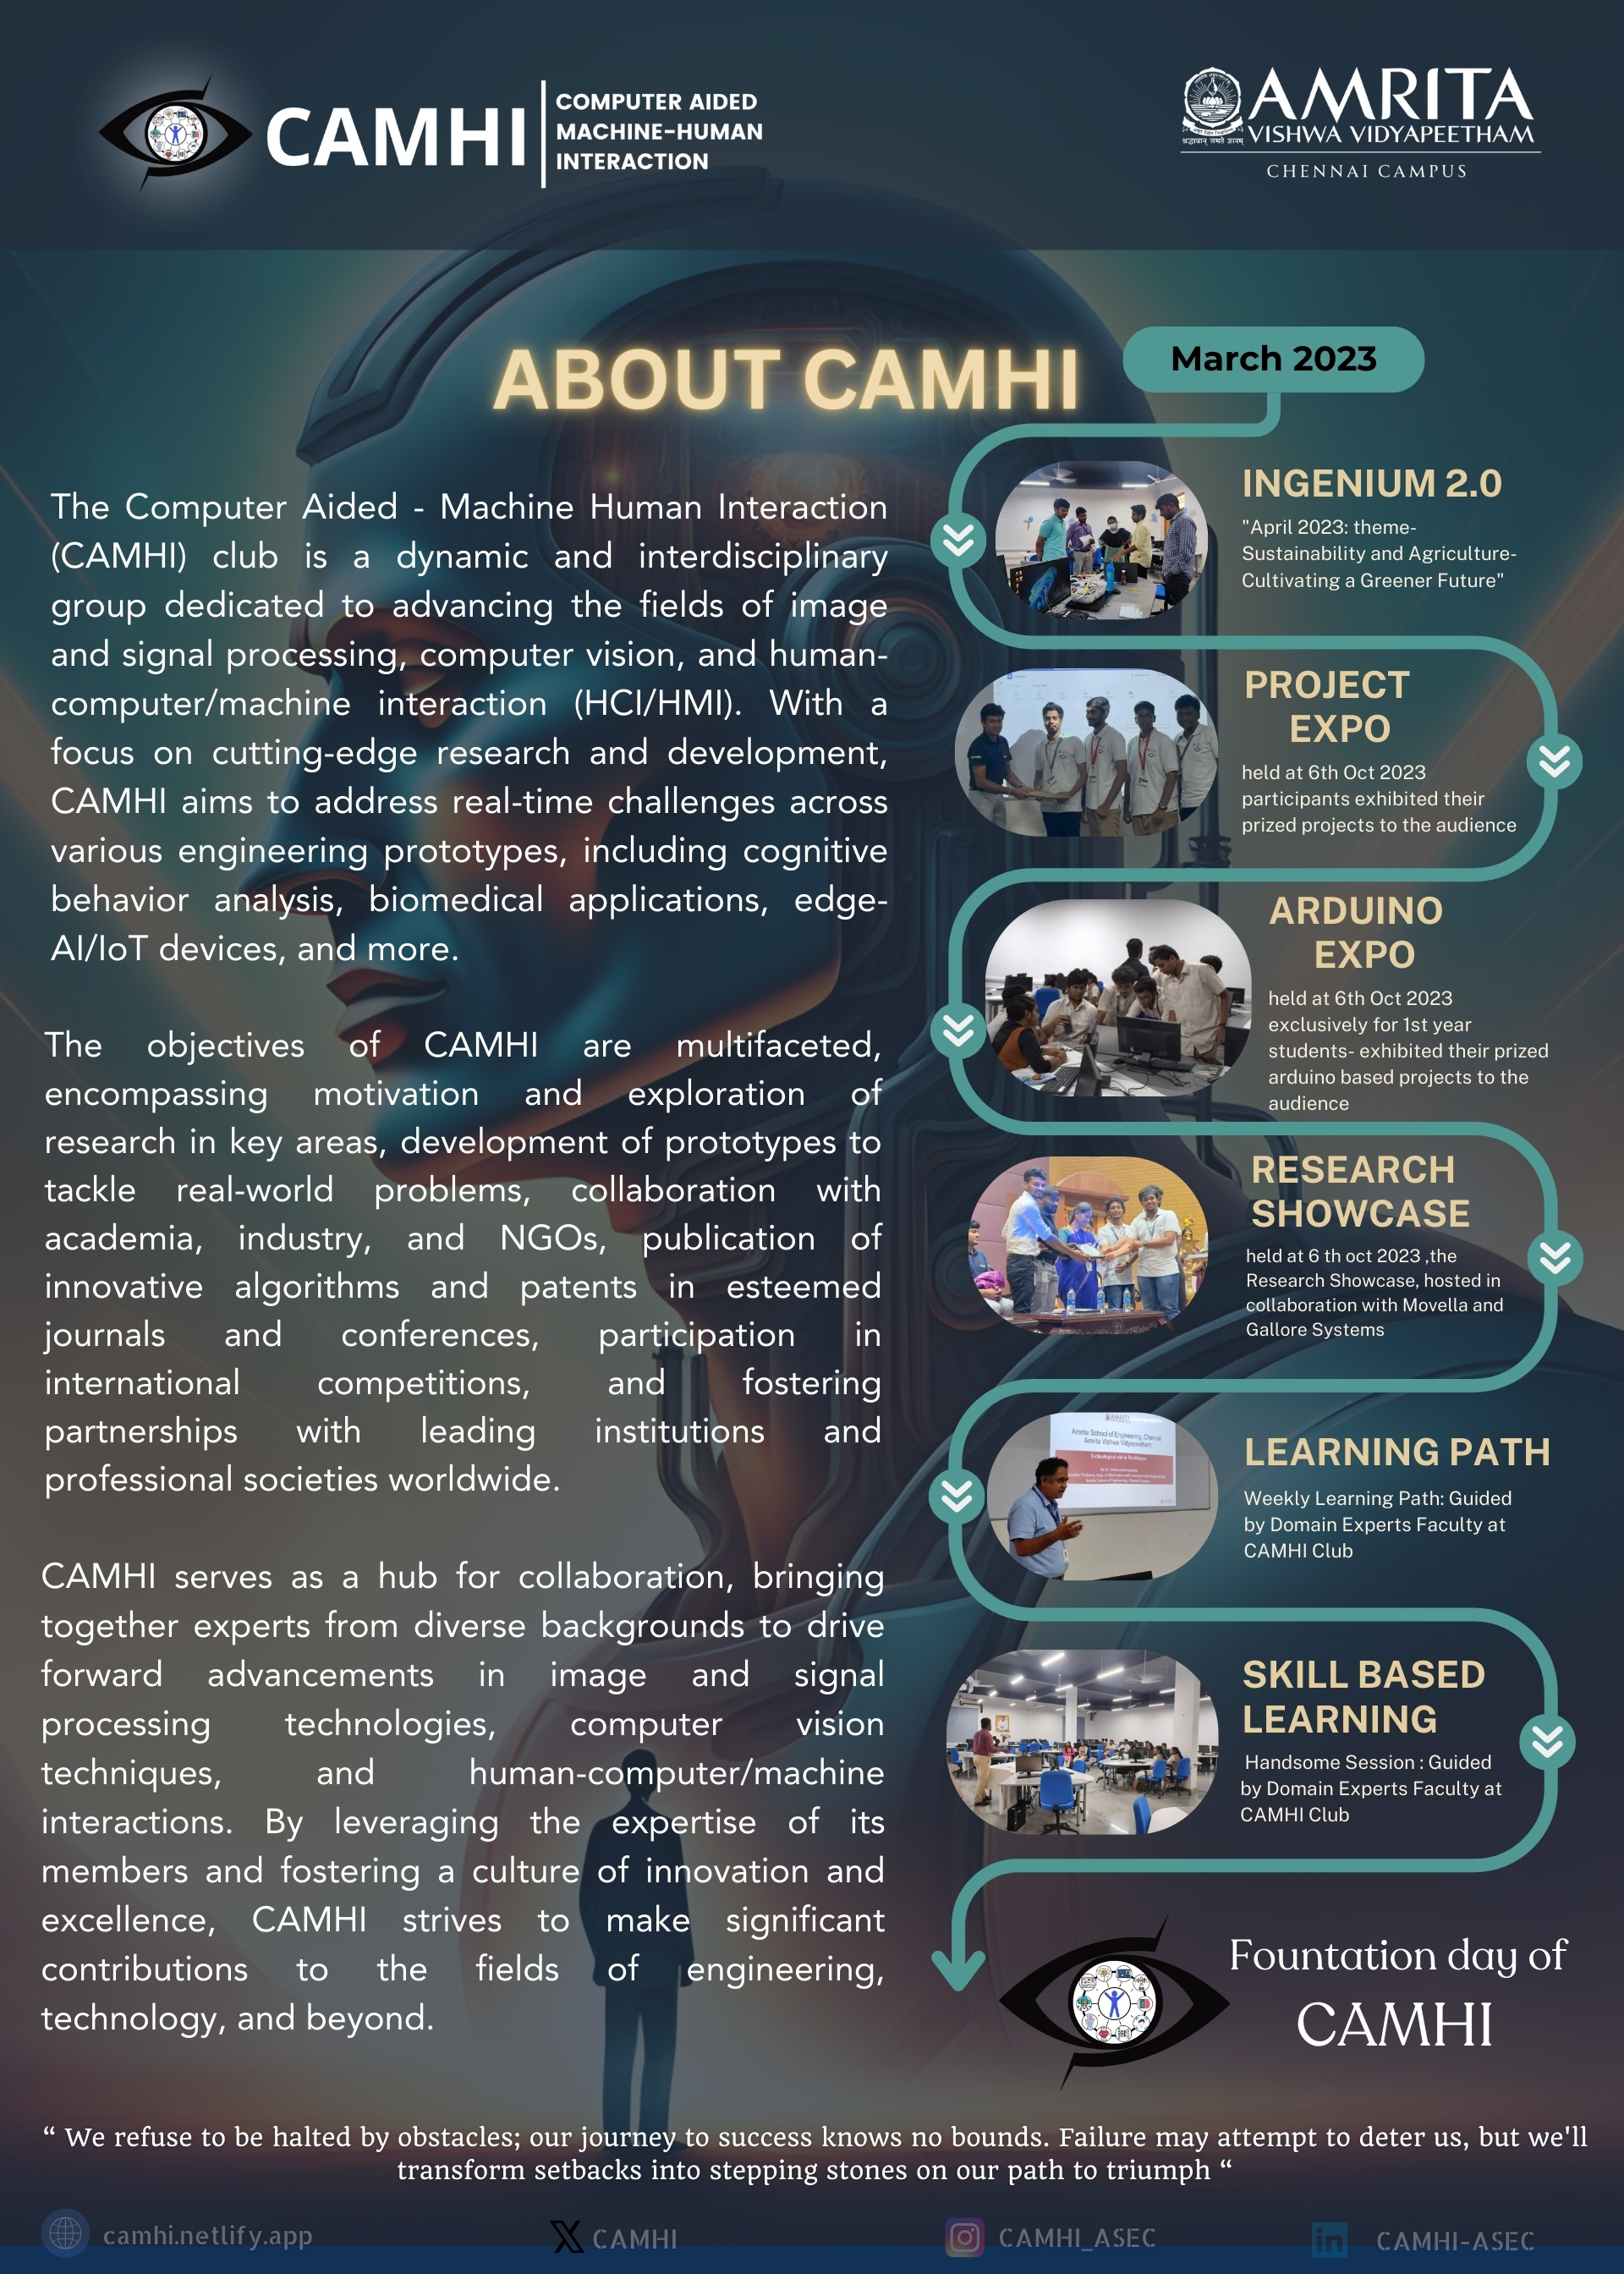 CAMHI
COMPUTER AIDED
MACHINE-HUMAN
INTERACTION
AMRITA
VISHWA VIDYAPEETHAM
श्रद्धावान् लभते ज्ञानम्
CHENNAI CAMPUS
ABOUT CAMHI
The Computer Aided - Machine Human Interaction
(CAMHI) club is a dynamic and interdisciplinary
group dedicated to advancing the fields of image
and signal processing, computer vision, and human-
computer/machine interaction (HCI/HMI). With a
focus on cutting-edge research and development,
CAMHI aims to address real-time challenges across
various engineering prototypes, including cognitive
behavior analysis, biomedical applications, edge-
AI/IoT devices, and more.
The objectives of CAMHI are multifaceted,
encompassing motivation and exploration of
research in key areas, development of prototypes to
tackle real-world problems, collaboration with
academia, industry, and NGOs, publication of
innovative algorithms and patents in esteemed
journals and conferences, participation in
international competitions, and fostering
partnerships with leading institutions and
professional societies worldwide.
CAMHI serves as a hub for collaboration, bringing
together experts from diverse backgrounds to drive
forward advancements in image and signal
processing technologies, computer vision
techniques, and human-computer/machine
interactions. By leveraging the expertise of its
members and fostering a culture of innovation and
excellence, CAMHI strives to make significant
contributions to the fields of engineering,
technology, and beyond.
March 2023
INGENIUM 2.0
"April 2023: theme-
Sustainability and Agriculture-
Cultivating a Greener Future"
PROJECT
EXPO
held at 6th Oct 2023
participants exhibited their
prized projects to the audience
ARDUINO
EXPO
held at 6th Oct 2023
exclusively for 1st year
students- exhibited their prized
arduino based projects to the
audience
RESEARCH
SHOWCASE
held at 6 th oct 2023 ,the
Research Showcase, hosted in
collaboration with Movella and
Gallore Systems
AMRITA
Amrita School of Engineering, Chennai
Amrita Vishwa Vidyapeetham
Technological aid in Healthcare
LEARNING PATH
Weekly Learning Path: Guided
by Domain Experts Faculty at
CAMHI Club
SKILL BASED
LEARNING
Handsome Session : Guided
by Domain Experts Faculty at
CAMHI Club
Fountation day of
CAMHI
“ We refuse to be halted by obstacles; our journey to success knows no bounds. Failure may attempt to deter us, but we'll
transform setbacks into stepping stones on our path to triumph “
camhi.netlify.app
CAMHI
CAMHI_ASEC
CAMHI-ASEC